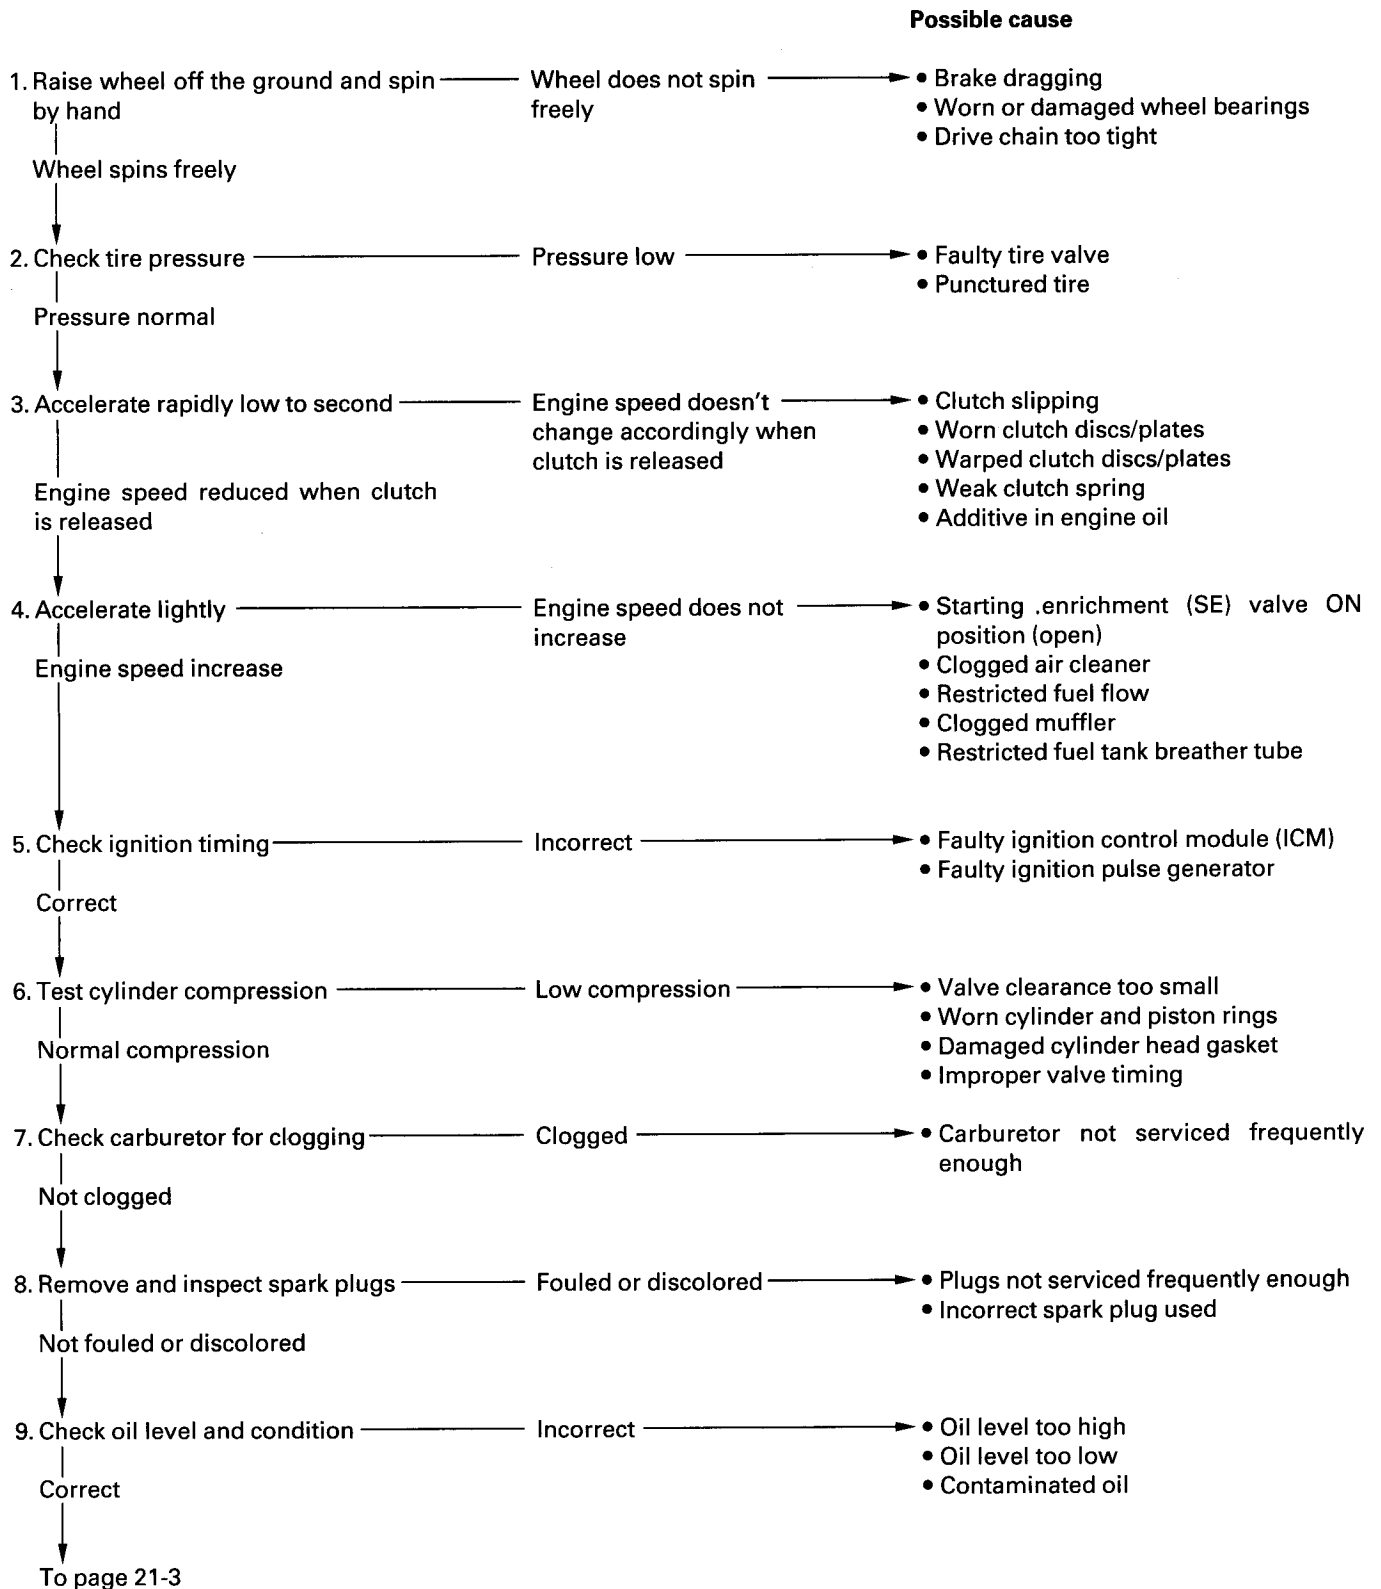 Possible cause
1. Raise wheel off the ground and spin by hand
Wheel does not spin freely
• Brake dragging
• Worn or damaged wheel bearings
• Drive chain too tight
Wheel spins freely
2. Check tire pressure
Pressure low
• Faulty tire valve
• Punctured tire
Pressure normal
3. Accelerate rapidly low to second
Engine speed doesn't change accordingly when clutch is released
• Clutch slipping
• Worn clutch discs/plates
• Warped clutch discs/plates
• Weak clutch spring
• Additive in engine oil
Engine speed reduced when clutch is released
4. Accelerate lightly
Engine speed does not increase
• Starting .enrichment (SE) valve ON position (open)
• Clogged air cleaner
• Restricted fuel flow
• Clogged muffler
• Restricted fuel tank breather tube
Engine speed increase
5. Check ignition timing
Incorrect
• Faulty ignition control module (ICM)
• Faulty ignition pulse generator
Correct
6. Test cylinder compression
Low compression
• Valve clearance too small
• Worn cylinder and piston rings
• Damaged cylinder head gasket
• Improper valve timing
Normal compression
7. Check carburetor for clogging
Clogged
• Carburetor not serviced frequently enough
Not clogged
8. Remove and inspect spark plugs
Fouled or discolored
• Plugs not serviced frequently enough
• Incorrect spark plug used
Not fouled or discolored
9. Check oil level and condition
Incorrect
• Oil level too high
• Oil level too low
• Contaminated oil
Correct
To page 21-3